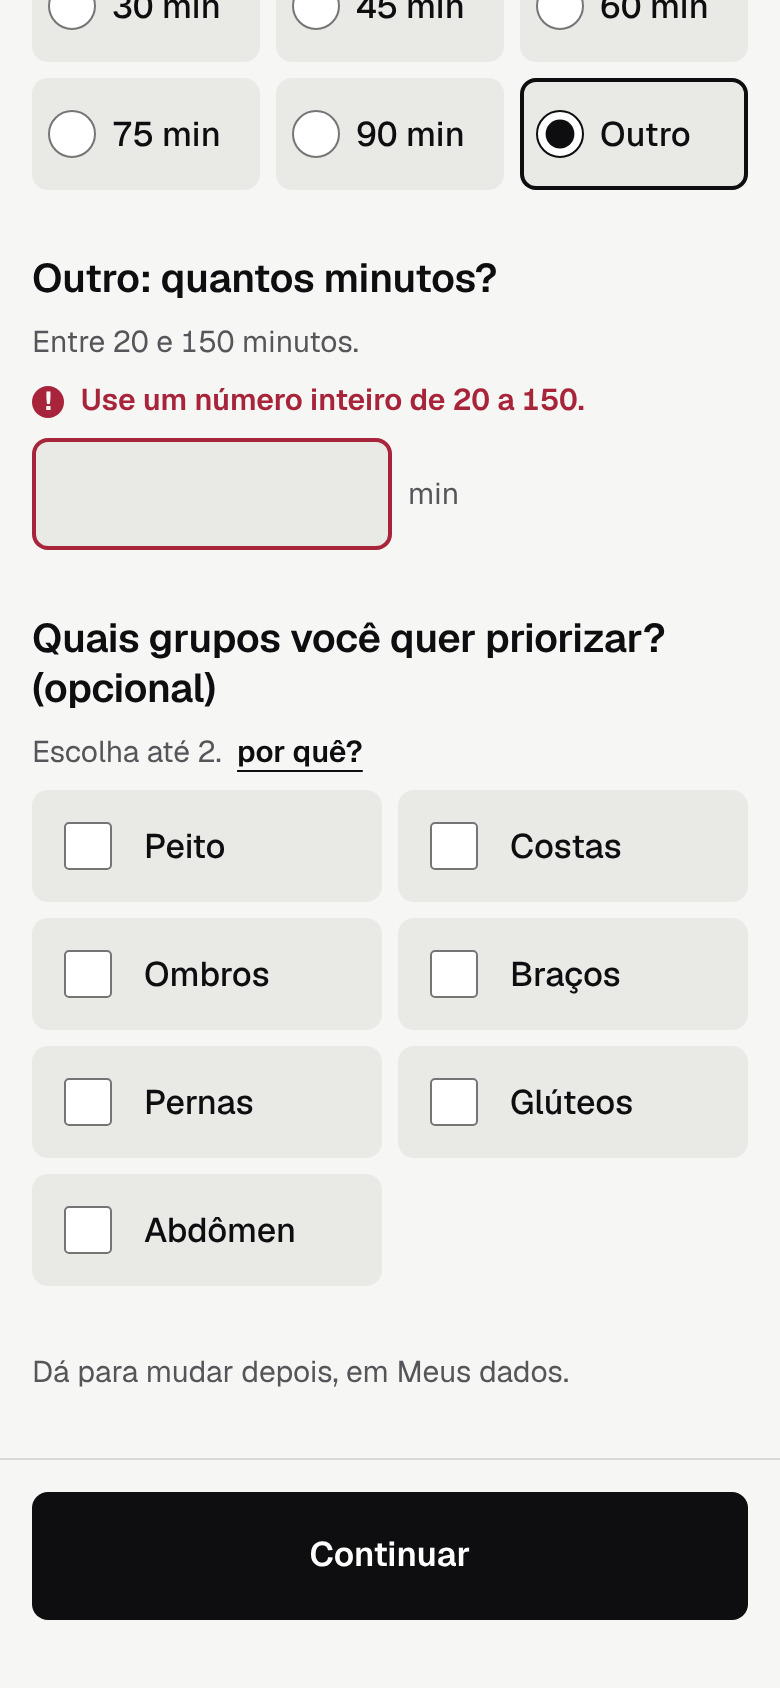 30 min
45 min
60 min
75 min
90 min
Outro
Outro: quantos minutos?
Entre 20 e 150 minutos.
! Use um número inteiro de 20 a 150.
min
Quais grupos você quer priorizar?
(opcional)
Escolha até 2. por quê?
Peito
Costas
Ombros
Braços
Pernas
Glúteos
Abdômen
Dá para mudar depois, em Meus dados.
Continuar